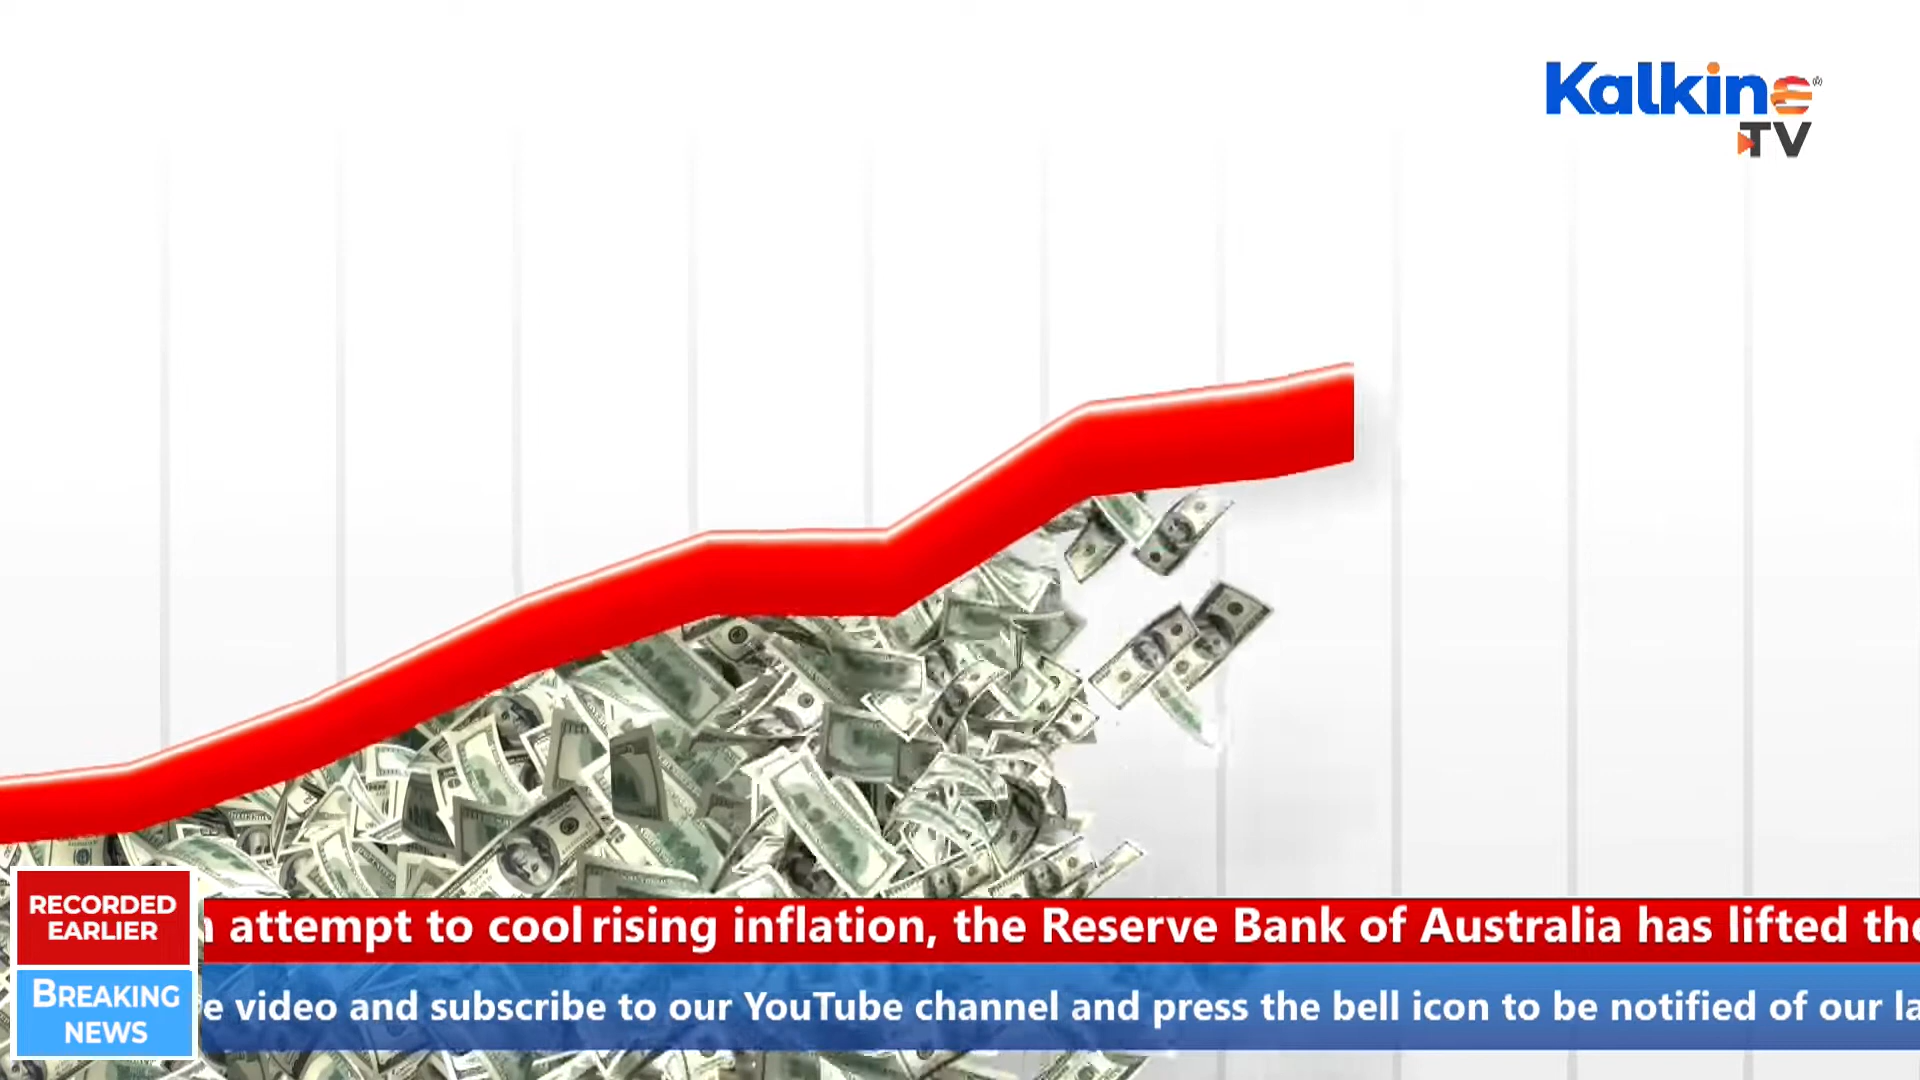 Kalkine
TV
RECORDED
EARLIER
attempt to cool rising inflation, the Reserve Bank of Australia has lifted the
BREAKING
NEWS
video and subscribe to our YouTube channel and press the bell icon to be notified of our